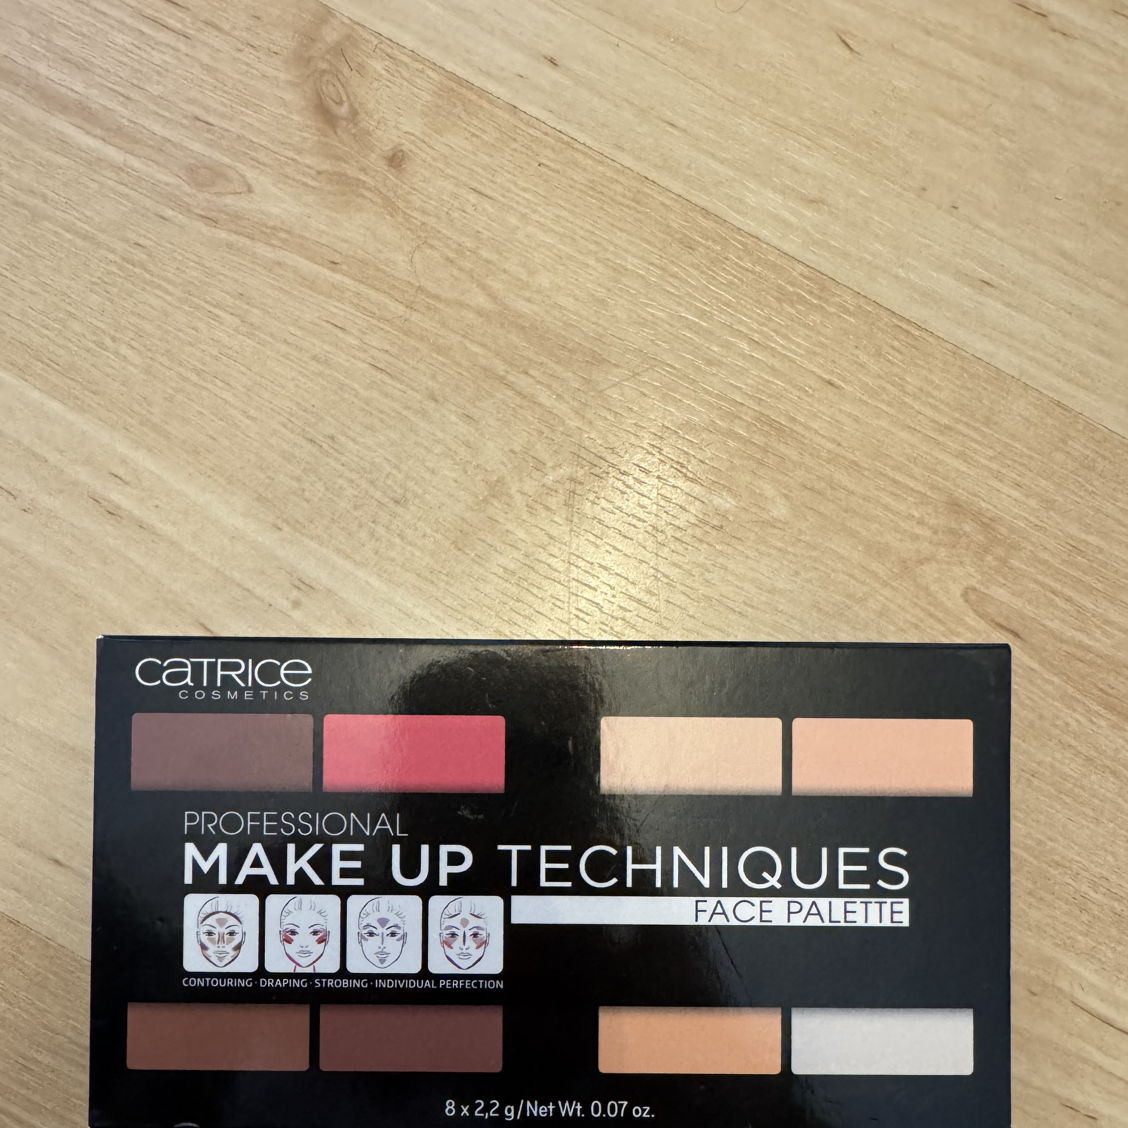 CATRICE
COSMETICS
PROFESSIONAL
MAKE UP TECHNIQUES
FACE PALETTE
CONTOURING · DRAPING · STROBING · INDIVIDUAL PERFECTION
8 x 2,2 g/Net Wt. 0.07 oz.